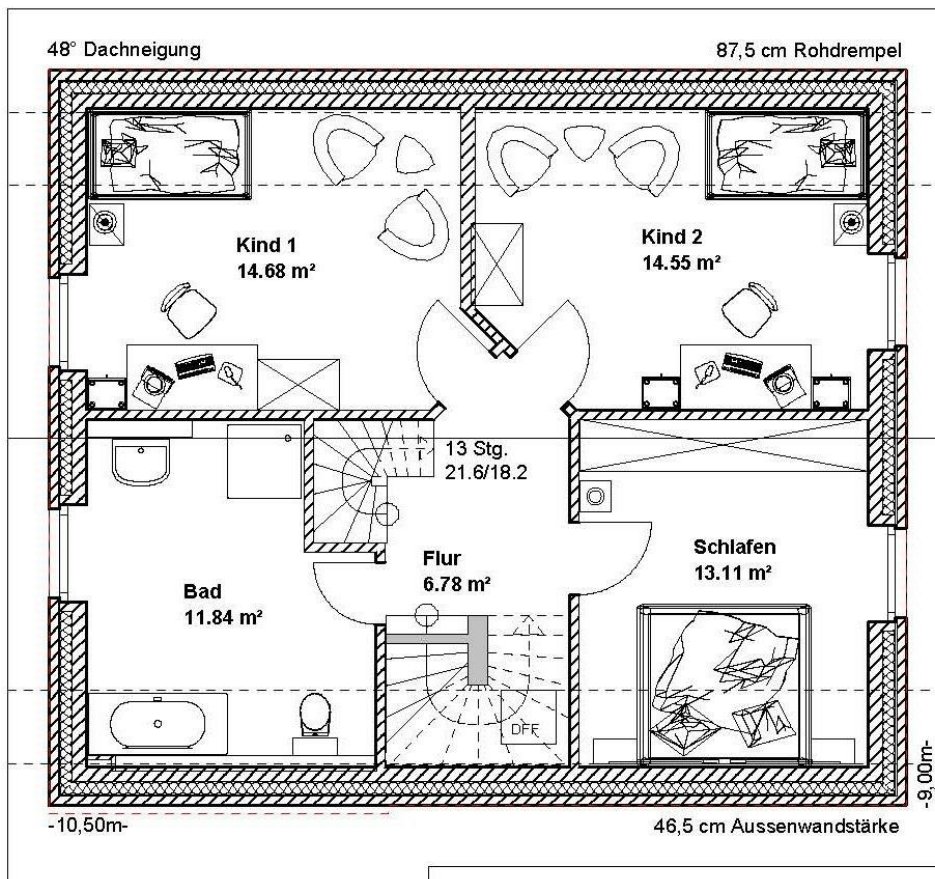 48° Dachneigung
87,5 cm Rohdrempel
Kind 1
14.68 m²
Kind 2
14.55 m²
13 Stg.
21.6/18.2
Flur
6.78 m²
Schlafen
13.11 m²
Bad
11.84 m²
DFF
-9,00m-
-10,50m-
46,5 cm Aussenwandstärke